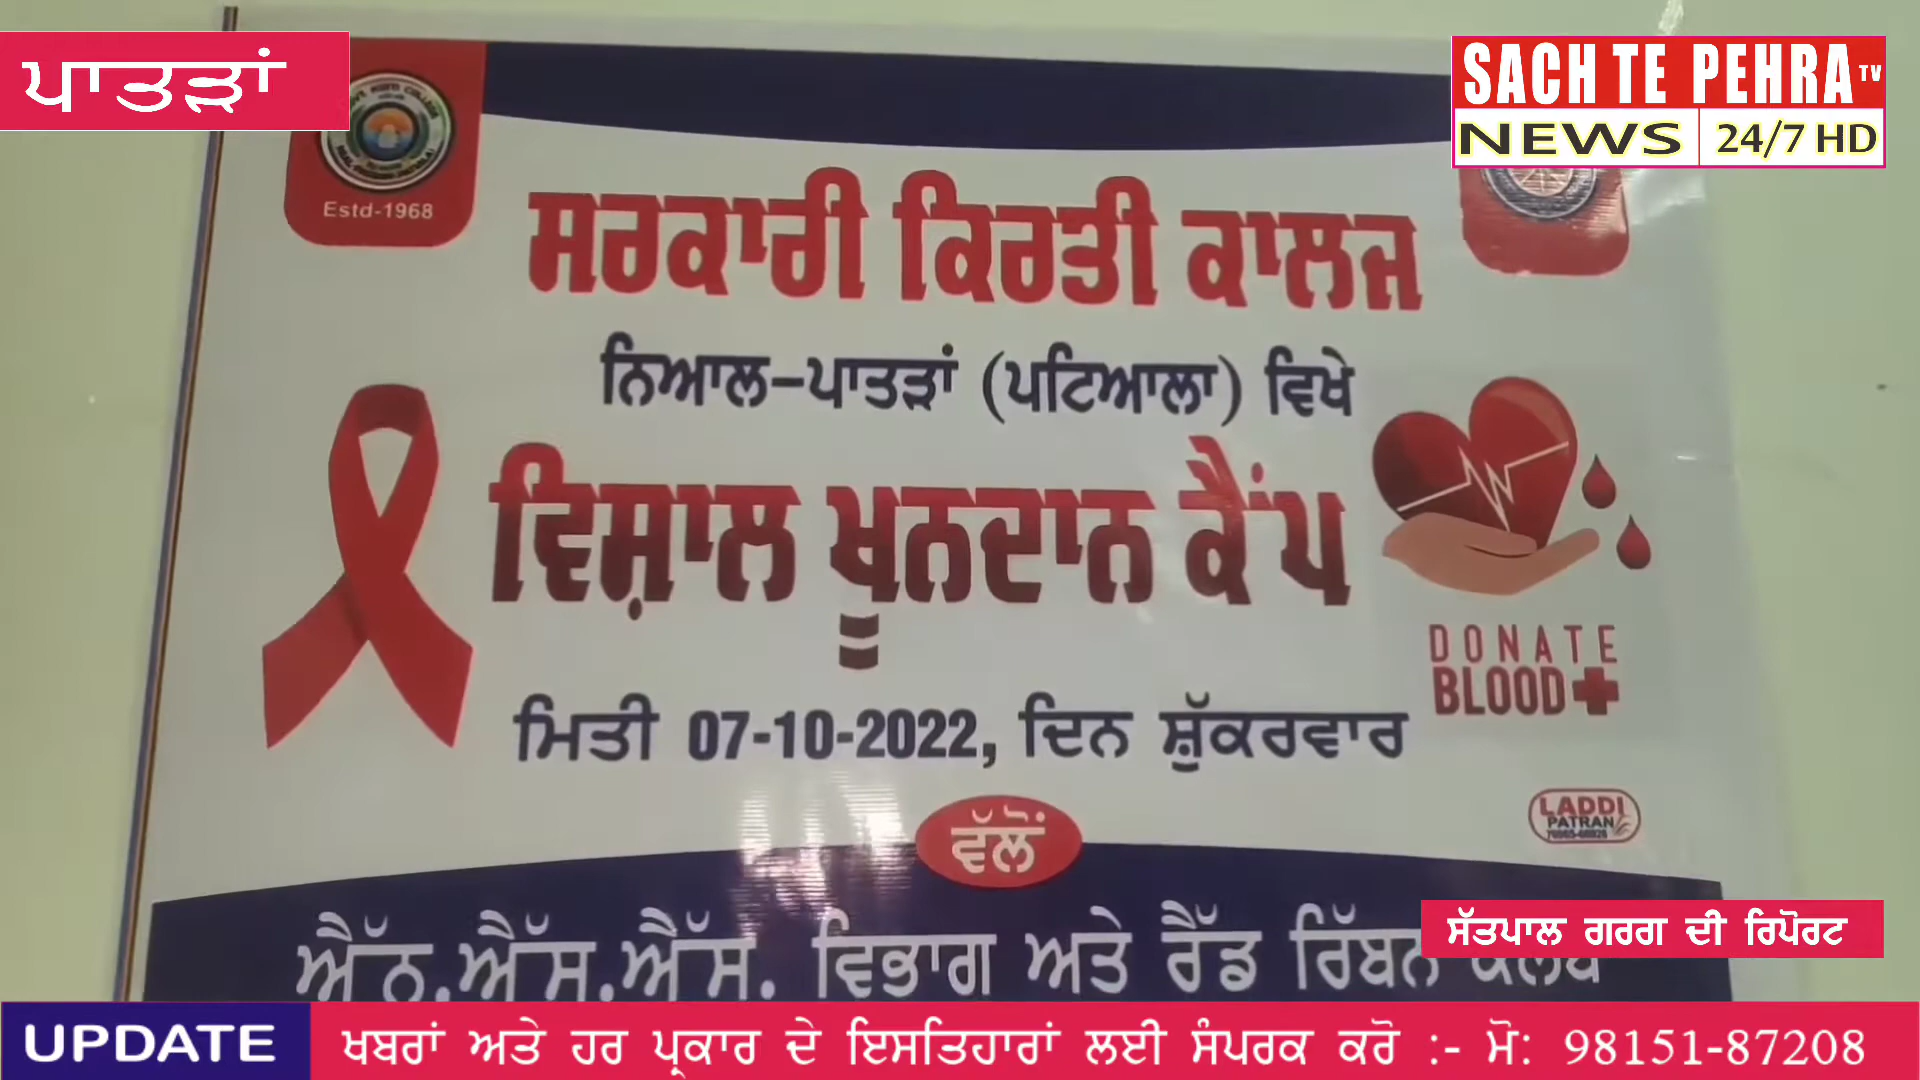 ਪਾਤੜਾਂ
SACH TE PEHRA TV
NEWS 24/7 HD
Estd-1968
ਸਰਕਾਰੀ ਕਿਰਤੀ ਕਾਲਜ
ਨਿਆਲ-ਪਾਤੜਾਂ (ਪਟਿਆਲਾ) ਵਿਖੇ
ਵਿਸ਼ਾਲ ਖੂਨਦਾਨ ਕੈਂਪ
DONATE
BLOOD
ਮਿਤੀ 07-10-2022, ਦਿਨ ਸ਼ੁੱਕਰਵਾਰ
LADDI
PATRAN
ਵੱਲੋਂ
ਐੱਨ.ਐੱਸ.ਐੱਸ. ਵਿਭਾਗ ਅਤੇ ਰੈੱਡ ਰਿੱਬਨ
ਸੱਤਪਾਲ ਗਰਗ ਦੀ ਰਿਪੋਰਟ
UPDATE ਖਬਰਾਂ ਅਤੇ ਹਰ ਪ੍ਰਕਾਰ ਦੇ ਇਸਤਿਹਾਰਾਂ ਲਈ ਸੰਪਰਕ ਕਰੋ :- ਮੋ: 98151-87208